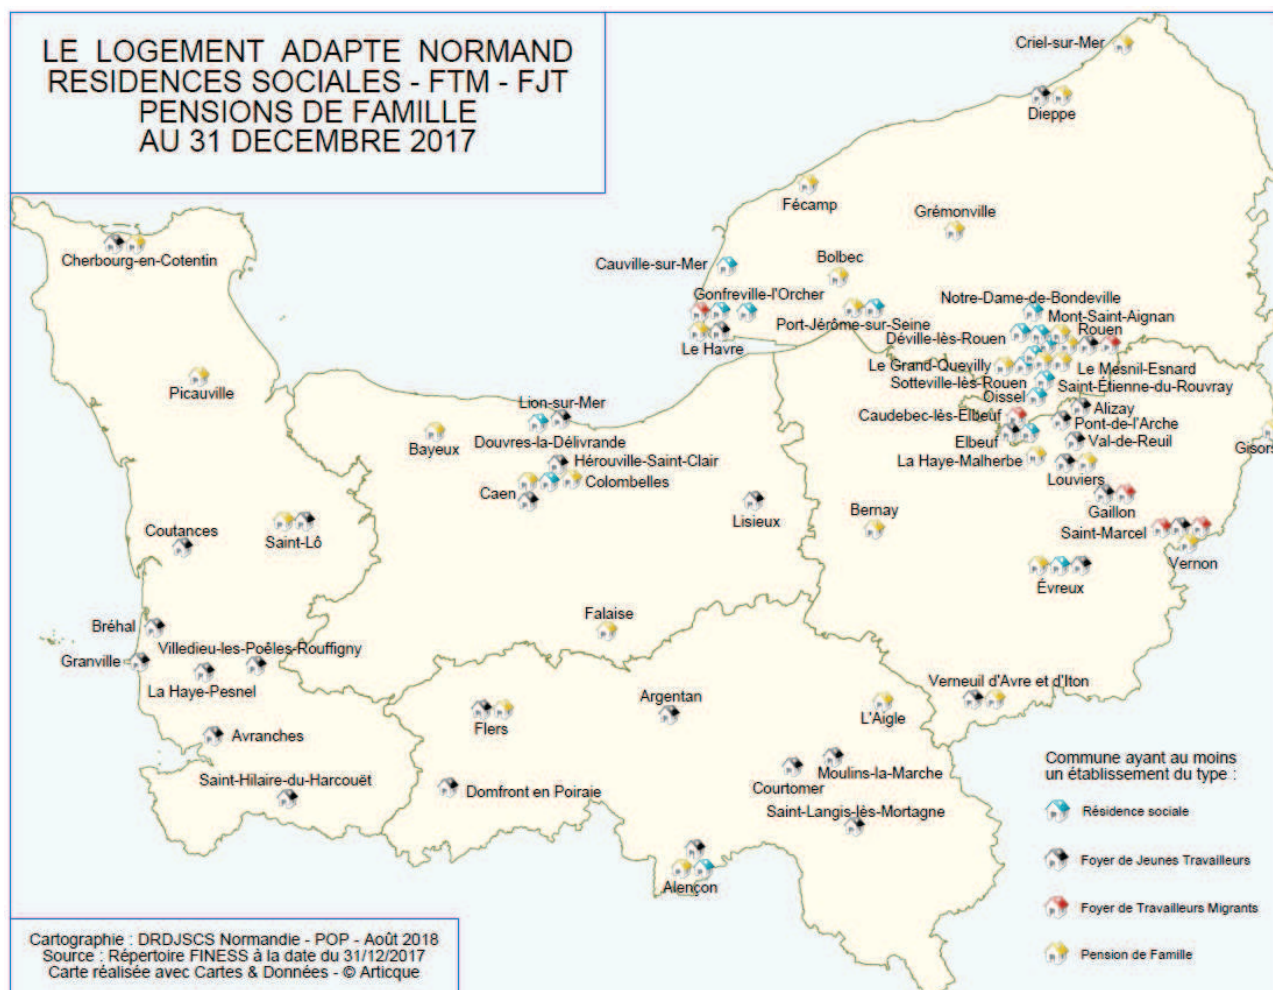 LE LOGEMENT ADAPTE NORMAND
RESIDENCES SOCIALES - FTM - FJT
PENSIONS DE FAMILLE
AU 31 DECEMBRE 2017
Criel-sur-Mer
Dieppe
Fécamp
Grémonville
Cherbourg-en-Cotentin
Cauville-sur-Mer
Bolbec
Gonfreville-l'Orcher
Notre-Dame-de-Bondeville
Mont-Saint-Aignan
Port-Jérôme-sur-Seine
Déville-lès-Rouen
Rouen
Le Havre
Le Grand-Quevilly
Le Mesnil-Esnard
Picauville
Sotteville-lès-Rouen
Saint-Étienne-du-Rouvray
Oissel
Lion-sur-Mer
Caudebec-lès-Elbeuf
Alizay
Pont-de-l'Arche
Douvres-la-Délivrande
Bayeux
Elbeuf
Val-de-Reuil
Gisors
Hérouville-Saint-Clair
La Haye-Malherbe
Louviers
Caen
Colombelles
Lisieux
Bernay
Gaillon
Coutances
Saint-Lô
Saint-Marcel
Vernon
Évreux
Falaise
Bréhal
Granville
Villedieu-les-Poêles-Rouffigny
La Haye-Pesnel
Argentan
Verneuil d'Avre et d'Iton
Flers
L'Aigle
Avranches
Moulins-la-Marche
Courtomer
Saint-Hilaire-du-Harcouët
Domfront en Poiraie
Saint-Langis-lès-Mortagne
Alençon
Commune ayant au moins
un établissement du type :
Résidence sociale
Foyer de Jeunes Travailleurs
Foyer de Travailleurs Migrants
Pension de Famille
Cartographie : DRDJSCS Normandie - POP - Août 2018
Source : Répertoire FINESS à la date du 31/12/2017
Carte réalisée avec Cartes & Données - © Articque